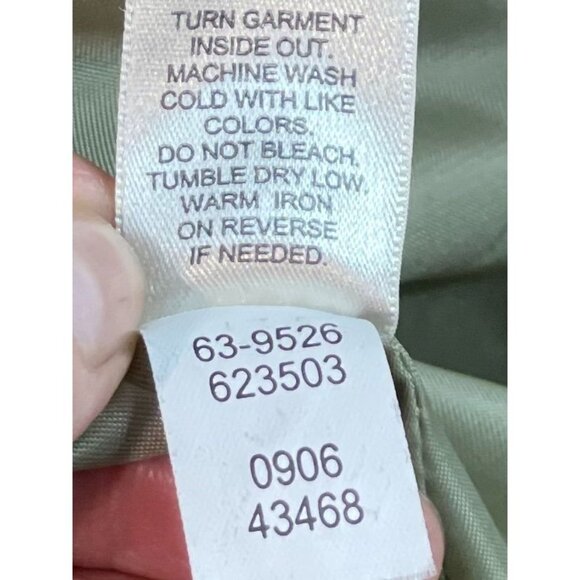 TURN GARMENT
INSIDE OUT.
MACHINE WASH
COLD WITH LIKE
COLORS.
DO NOT BLEACH.
TUMBLE DRY LOW.
WARM IRON
ON REVERSE
IF NEEDED.
63-9526
623503
0906
43468